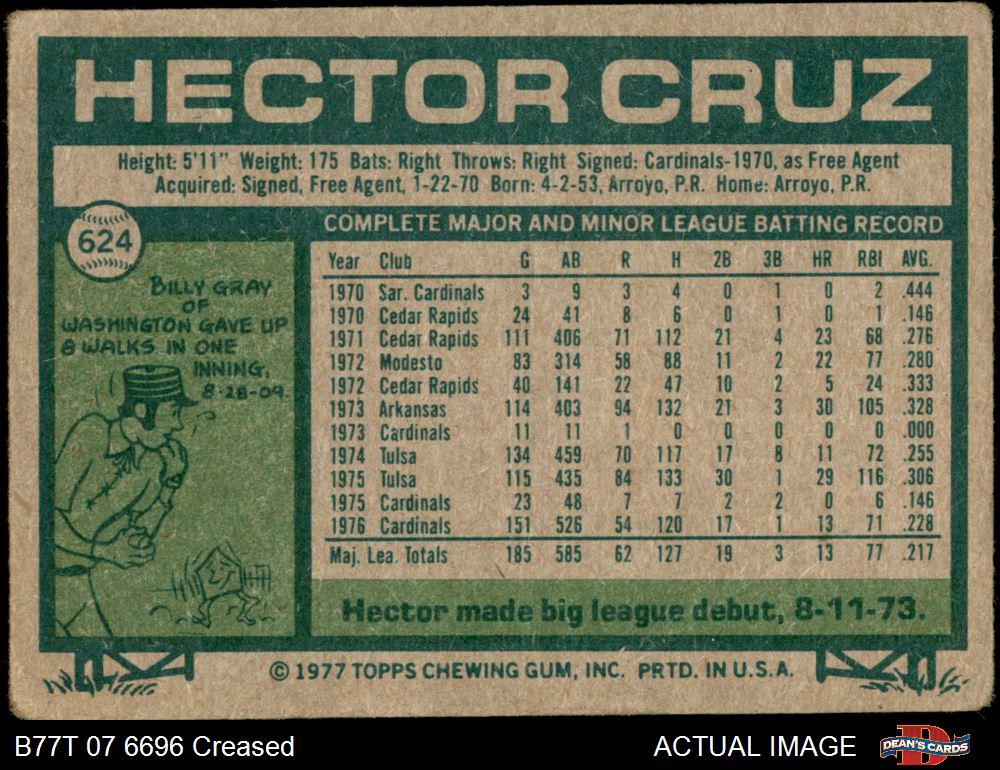 HECTOR CRUZ
Height: 5'11" Weight: 175 Bats: Right Throws: Right Signed: Cardinals-1970, as Free Agent
Acquired: Signed, Free Agent, 1-22-70 Born: 4-2-53, Arroyo, P.R. Home: Arroyo, P.R.
624
BILLY GRAY
OF
WASHINGTON GAVE UP
8 WALKS IN ONE
INNING,
8-28-09
COMPLETE MAJOR AND MINOR LEAGUE BATTING RECORD
Year Club G AB R H 2B 3B HR RBI AVG.
1970 Sar. Cardinals 3 9 3 4 0 1 0 2 .444
1970 Cedar Rapids 24 41 8 6 0 1 0 1 .146
1971 Cedar Rapids 111 406 71 112 21 4 23 68 .276
1972 Modesto 83 314 58 88 11 2 22 77 .280
1972 Cedar Rapids 40 141 22 47 10 2 5 24 .333
1973 Arkansas 114 403 94 132 21 3 30 105 .328
1973 Cardinals 11 11 1 0 0 0 0 0 .000
1974 Tulsa 134 459 70 117 17 8 11 72 .255
1975 Tulsa 115 435 84 133 30 1 29 116 .306
1975 Cardinals 23 48 7 7 2 2 0 6 .146
1976 Cardinals 151 526 54 120 17 1 13 71 .228
Maj. Lea. Totals 185 585 62 127 19 3 13 77 .217
Hector made big league debut, 8-11-73.
© 1977 TOPPS CHEWING GUM, INC. PRTD. IN U.S.A.
B77T 07 6696 Creased
ACTUAL IMAGE
DEAN'S CARDS